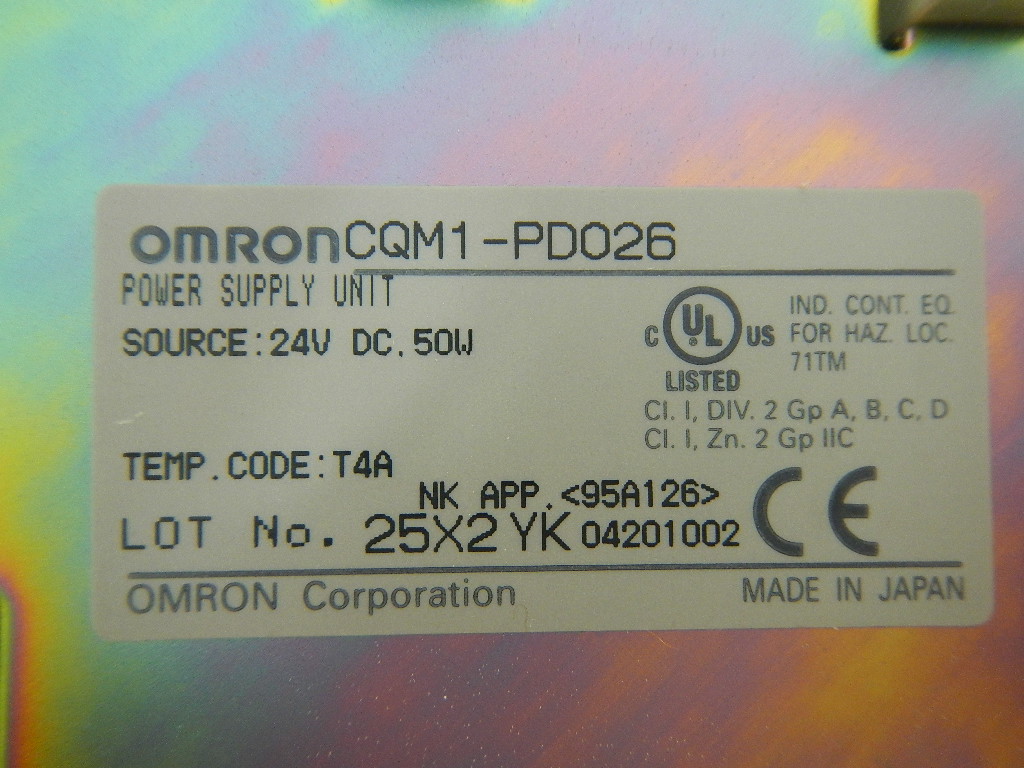 OMRON CQM1-PD026
POWER SUPPLY UNIT
SOURCE:24V DC.50W
C UL US
LISTED
IND. CONT. EQ.
FOR HAZ. LOC.
71TM
Cl. I, DIV. 2 Gp A, B, C, D
Cl. I, Zn. 2 Gp IIC
TEMP.CODE:T4A
NK APP.<95A126>
LOT No. 25X2 YK 04201002
CE
OMRON Corporation MADE IN JAPAN